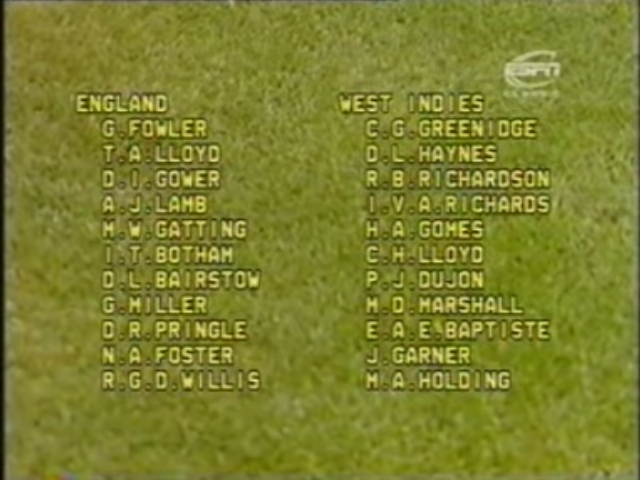 ESPN
ENGLAND
G.FOWLER
T.A.LLOYD
D.I.GOWER
A.J.LAMB
M.W.GATTING
I.T.BOTHAM
D.L.BAIRSTOW
G.MILLER
D.R.PRINGLE
N.A.FOSTER
R.G.D.WILLIS
WEST INDIES
C.G.GREENIDGE
D.L.HAYNES
R.B.RICHARDSON
I.V.A.RICHARDS
H.A.GOMES
C.H.LLOYD
P.J.DUJON
M.D.MARSHALL
E.A.E.BAPTISTE
J.GARNER
M.A.HOLDING